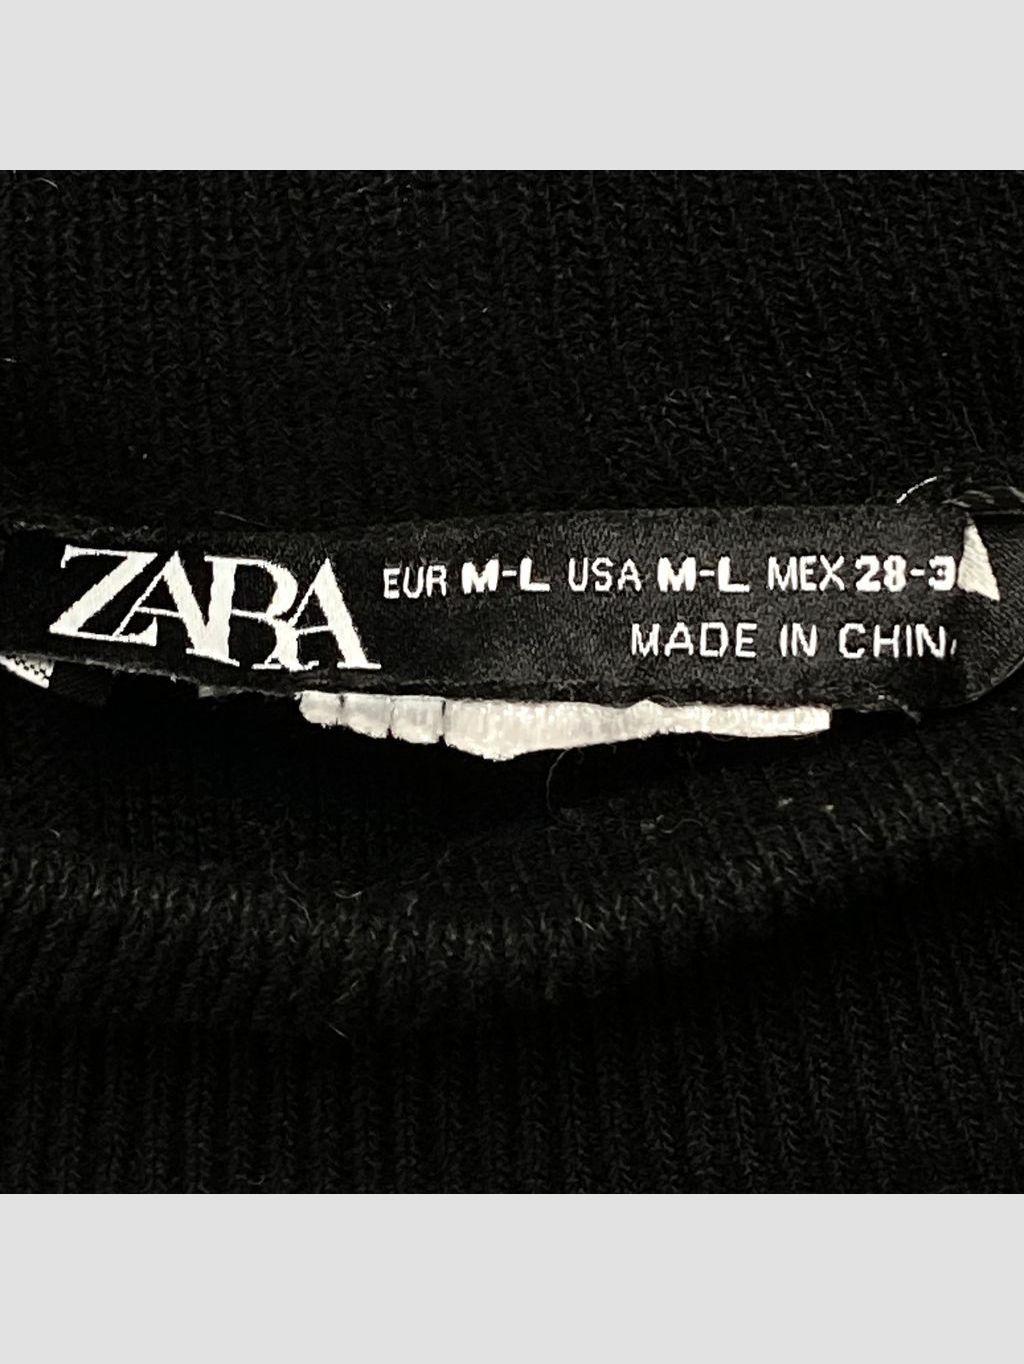 ZARA
EUR M-L USA M-L MEX 28-3
MADE IN CHIN